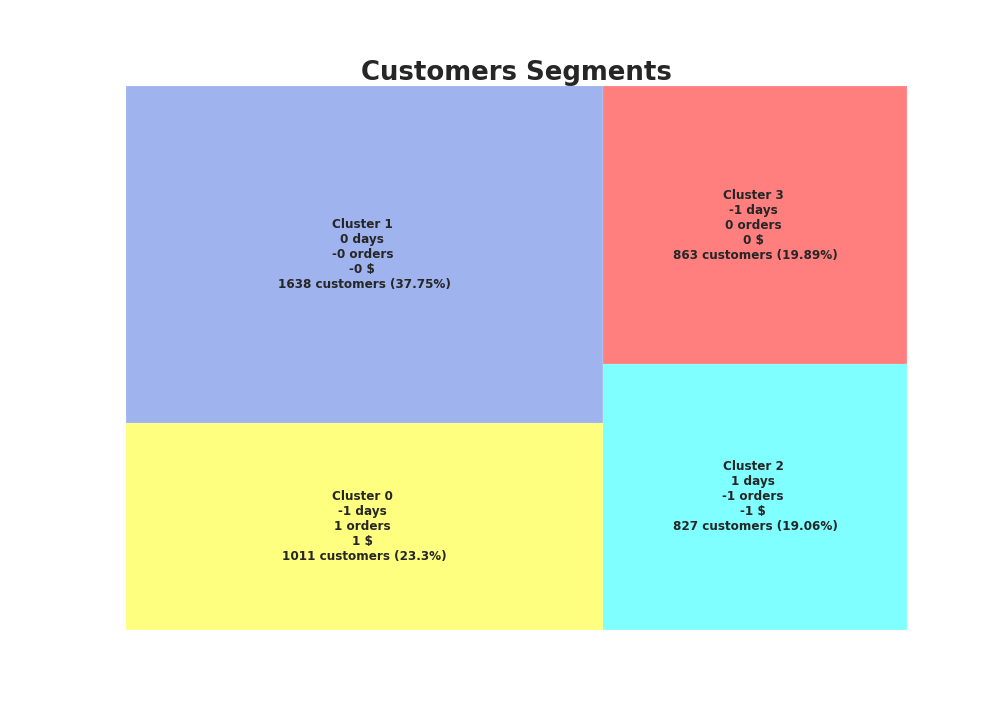 Customers Segments
Cluster 1
0 days
-0 orders
-0 $
1638 customers (37.75%)
Cluster 3
-1 days
0 orders
0 $
863 customers (19.89%)
Cluster 0
-1 days
1 orders
1 $
1011 customers (23.3%)
Cluster 2
1 days
-1 orders
-1 $
827 customers (19.06%)